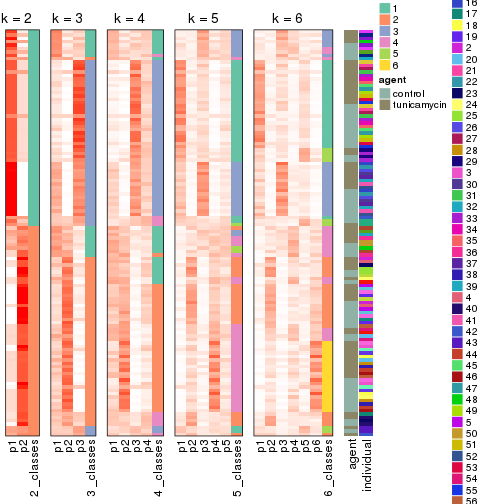 k = 2
k = 3
k = 4
k = 5
k = 6
1
2
3
4
5
6
agent
control
tunicamycin
16
17
18
19
2
20
21
22
23
24
25
26
27
28
29
3
30
31
32
33
34
35
36
37
38
39
4
40
41
42
43
44
45
46
47
48
49
5
50
51
52
53
54
55
56
p1
p2
2_classes
p1
p2
p3
3_classes
p1
p2
p3
p4
4_classes
p1
p2
p3
p4
p5
5_classes
p1
p2
p3
p4
p5
p6
6_classes
agent
individual